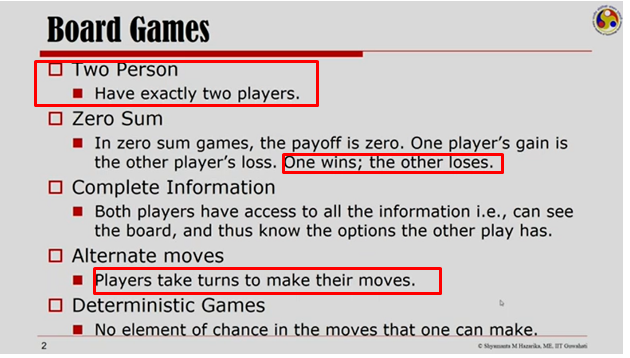 Board Games
Two Person
Have exactly two players.
Zero Sum
In zero sum games, the payoff is zero. One player's gain is
the other player's loss. One wins; the other loses.
Complete Information
Both players have access to all the information i.e., can see
the board, and thus know the options the other play has.
Alternate moves
Players take turns to make their moves.
Deterministic Games
No element of chance in the moves that one can make.
2
© Shyamanta M Hazarika, ME, IIT Guwahati